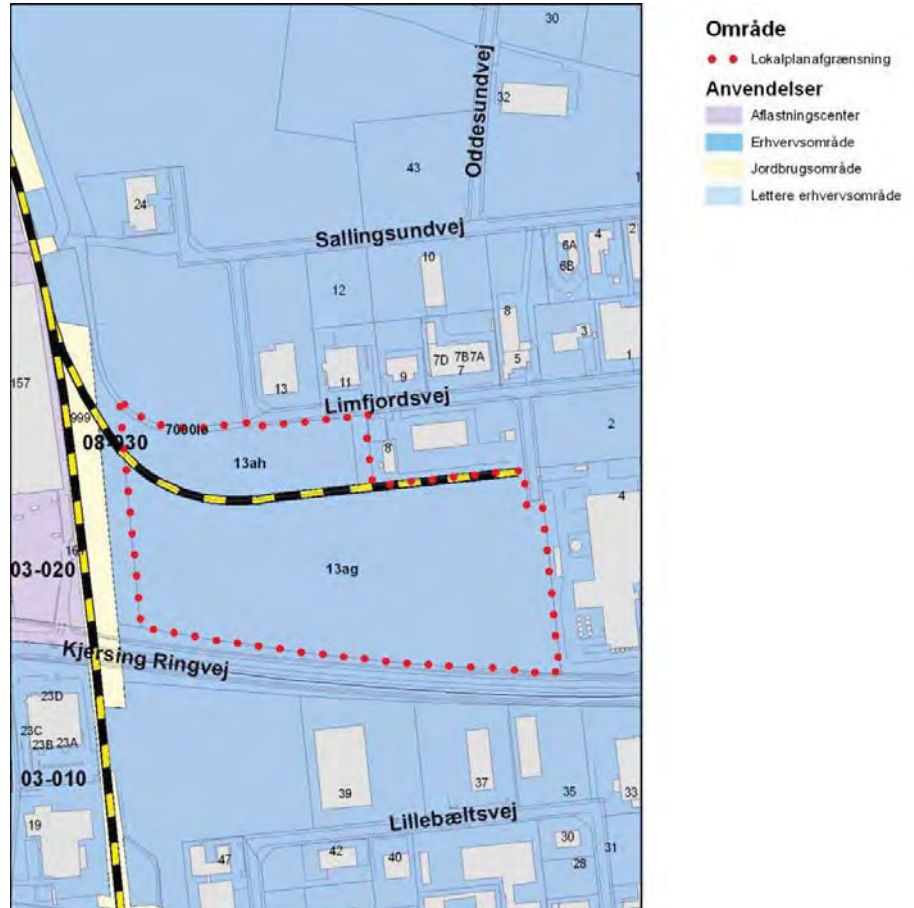 Område
Lokalplanafgrænsning
Anvendelser
Aflastningscenter
Erhvervsområde
Jordbrugsområde
Lettere erhvervsområde
30
Oddesundvej
32
43
24
Sallingsundvej
6A
6B
4
2
10
12
8
3
1
7D
7B
7A
7
5
13
11
9
Limfjordsvej
157
999
08-030
13ah
8
2
4
03-020
13ag
Kjersing Ringvej
23D
23C
23B
23A
03-010
39
37
35
33
19
Lillebæltsvej
30
31
28
47
42
40